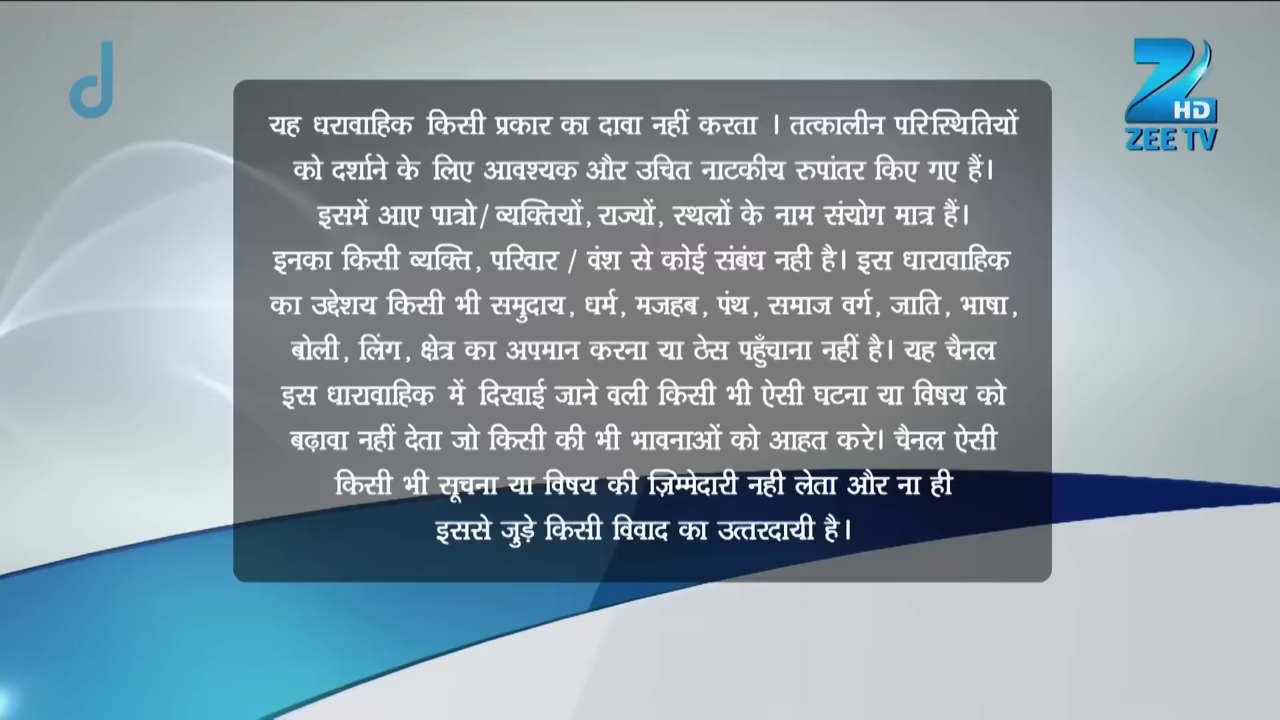 d
ZEE TV HD
यह धरावाहिक किसी प्रकार का दावा नहीं करता । तत्कालीन परिस्थितियों
को दर्शाने के लिए आवश्यक और उचित नाटकीय रुपांतर किए गए हैं।
इसमें आए पात्रो/व्यक्तियों, राज्यों, स्थलों के नाम संयोग मात्र हैं।
इनका किसी व्यक्ति, परिवार / वंश से कोई संबंघ नही है। इस धारावाहिक
का उद्देशय किसी भी समुदाय, धर्म, मजहब, पंथ, समाज वर्ग, जाति, भाषा,
बोली, लिंग, क्षेत्र का अपमान करना या ठेस पहुँचाना नहीं है। यह चैनल
इस धारावाहिक में दिखाई जाने वली किसी भी ऐसी घटना या विषय को
बढ़ावा नहीं देता जो किसी की भी भावनाओं को आहत करे। चैनल ऐसी
किसी भी सूचना या विषय की ज़िम्मेदारी नही लेता और ना ही
इससे जुड़े किसी विवाद का उत्तरदायी है।